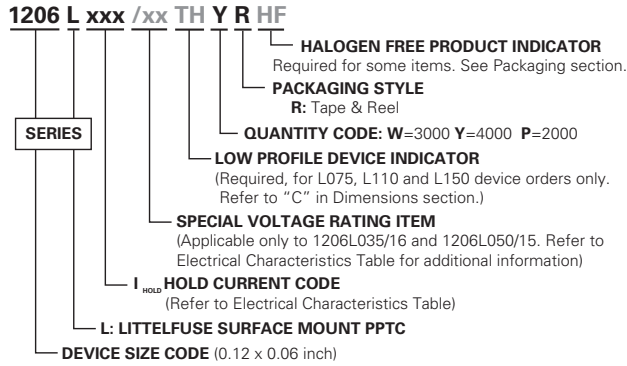 1206 L xxx /xx TH Y R HF
HALOGEN FREE PRODUCT INDICATOR
Required for some items. See Packaging section.
PACKAGING STYLE
R: Tape & Reel
SERIES
QUANTITY CODE: W=3000 Y=4000 P=2000
LOW PROFILE DEVICE INDICATOR
(Required, for L075, L110 and L150 device orders only.
Refer to “C” in Dimensions section.)
SPECIAL VOLTAGE RATING ITEM
(Applicable only to 1206L035/16 and 1206L050/15. Refer to
Electrical Characteristics Table for additional information)
I HOLD HOLD CURRENT CODE
(Refer to Electrical Characteristics Table)
L: LITTELFUSE SURFACE MOUNT PPTC
DEVICE SIZE CODE (0.12 x 0.06 inch)